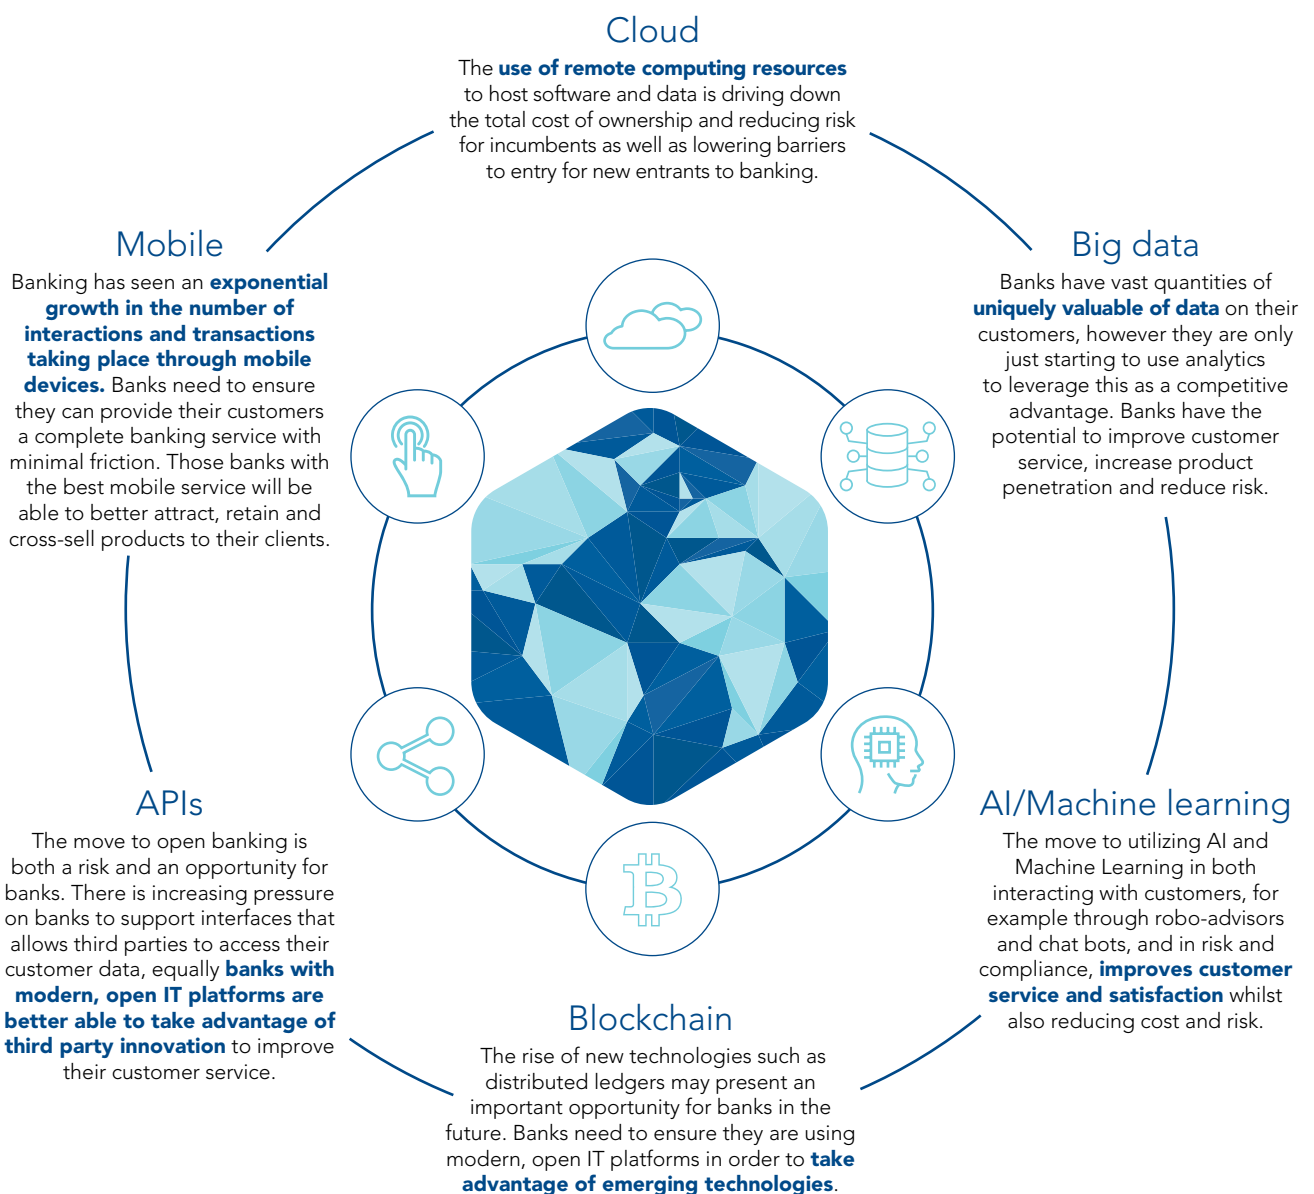 Cloud
The use of remote computing resources
to host software and data is driving down
the total cost of ownership and reducing risk
for incumbents as well as lowering barriers
to entry for new entrants to banking.
Mobile
Banking has seen an exponential
growth in the number of
interactions and transactions
taking place through mobile
devices. Banks need to ensure
they can provide their customers
a complete banking service with
minimal friction. Those banks with
the best mobile service will be
able to better attract, retain and
cross-sell products to their clients.
Big data
Banks have vast quantities of
uniquely valuable of data on their
customers, however they are only
just starting to use analytics
to leverage this as a competitive
advantage. Banks have the
potential to improve customer
service, increase product
penetration and reduce risk.
APIs
The move to open banking is
both a risk and an opportunity for
banks. There is increasing pressure
on banks to support interfaces that
allows third parties to access their
customer data, equally banks with
modern, open IT platforms are
better able to take advantage of
third party innovation to improve
their customer service.
AI/Machine learning
The move to utilizing AI and
Machine Learning in both
interacting with customers, for
example through robo-advisors
and chat bots, and in risk and
compliance, improves customer
service and satisfaction whilst
also reducing cost and risk.
Blockchain
The rise of new technologies such as
distributed ledgers may present an
important opportunity for banks in the
future. Banks need to ensure they are using
modern, open IT platforms in order to take
advantage of emerging technologies.